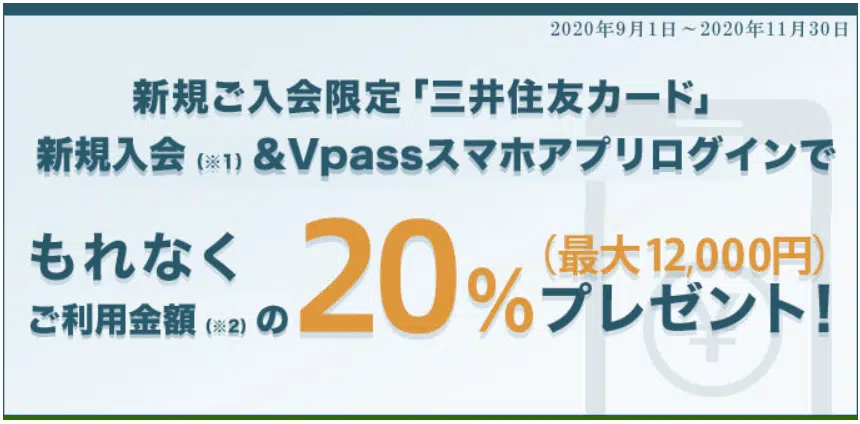 2020年9月1日～2020年11月30日
新規ご入会限定「三井住友カード」
新規入会（※1）＆Vpassスマホアプリログインで
もれなく
ご利用金額（※2）の20％
（最大12,000円）
プレゼント！
¥